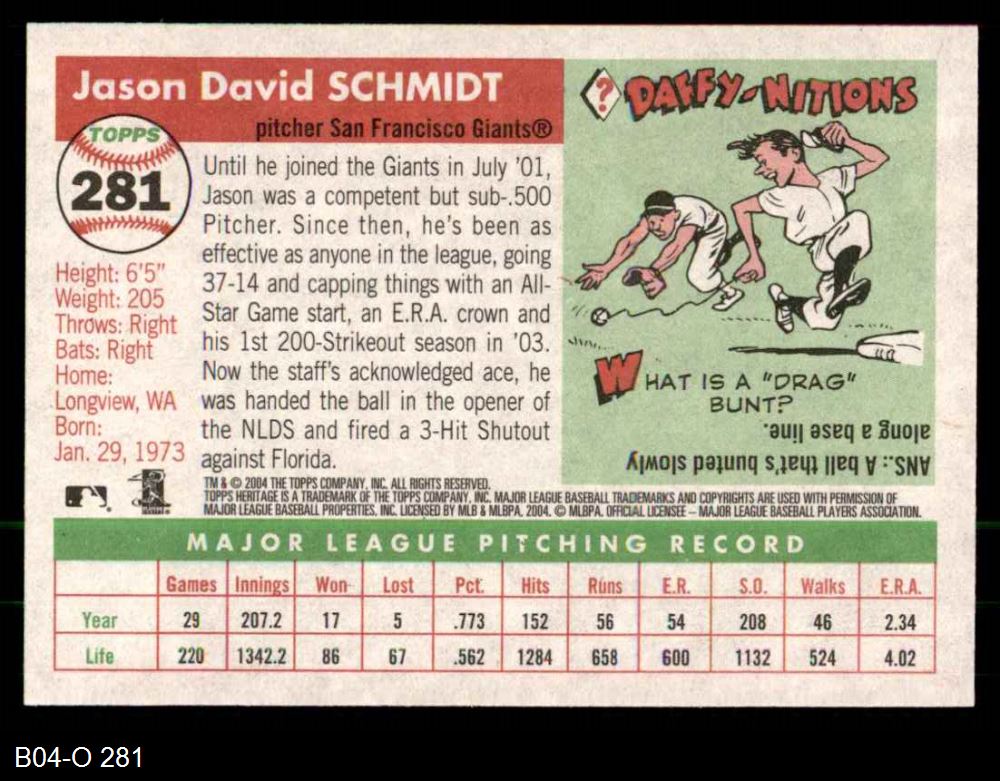 Jason David SCHMIDT
pitcher San Francisco Giants®
TOPPS
281
Height: 6'5"
Weight: 205
Throws: Right
Bats: Right
Home:
Longview, WA
Born:
Jan. 29, 1973
Until he joined the Giants in July '01,
Jason was a competent but sub-.500
Pitcher. Since then, he's been as
effective as anyone in the league, going
37-14 and capping things with an All-
Star Game start, an E.R.A. crown and
his 1st 200-Strikeout season in '03.
Now the staff's acknowledged ace, he
was handed the ball in the opener of
the NLDS and fired a 3-Hit Shutout
against Florida.
? DAFFY-NITIONS
WHAT IS A "DRAG"
BUNT?
ANS.: A ball that's bunted slowly
along a base line.
TM & © 2004 THE TOPPS COMPANY, INC. ALL RIGHTS RESERVED.
TOPPS HERITAGE IS A TRADEMARK OF THE TOPPS COMPANY, INC. MAJOR LEAGUE BASEBALL TRADEMARKS AND COPYRIGHTS ARE USED WITH PERMISSION OF
MAJOR LEAGUE BASEBALL PROPERTIES, INC. LICENSED BY MLB & MLBPA, 2004. © MLBPA. OFFICIAL LICENSEE – MAJOR LEAGUE BASEBALL PLAYERS ASSOCIATION.
MAJOR LEAGUE PITCHING RECORD
Games Innings Won Lost Pct. Hits Runs E.R. S.O. Walks E.R.A.
Year 29 207.2 17 5 .773 152 56 54 208 46 2.34
Life 220 1342.2 86 67 .562 1284 658 600 1132 524 4.02
B04-O 281